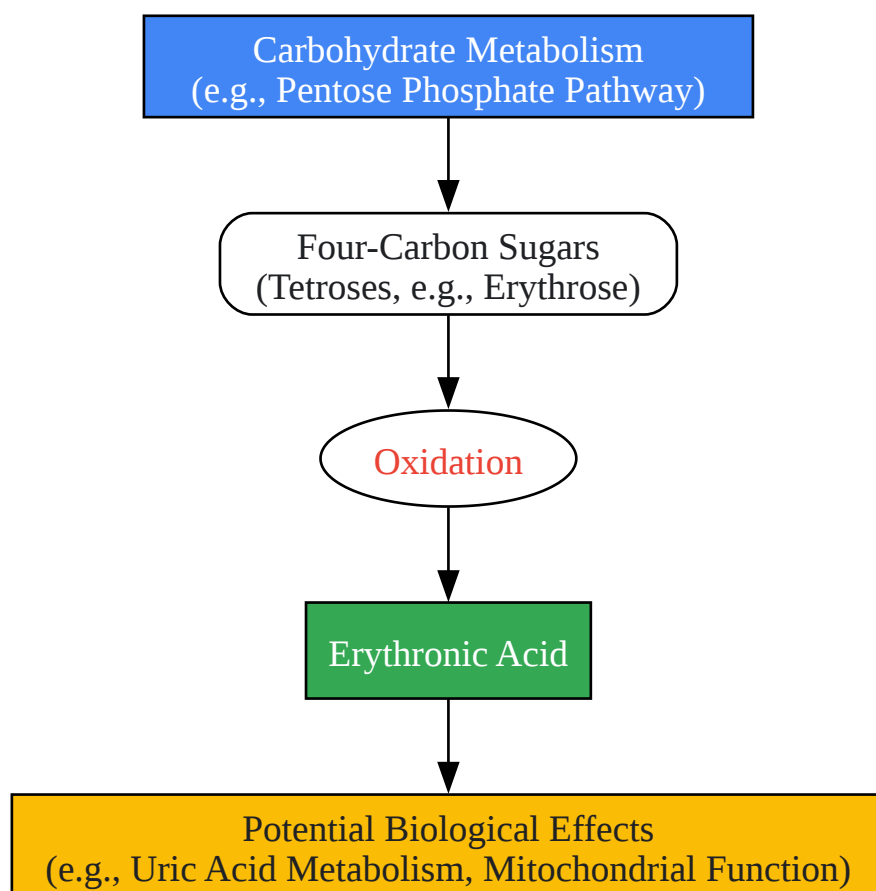 Carbohydrate Metabolism
(e.g., Pentose Phosphate Pathway)
Four-Carbon Sugars
(Tetroses, e.g., Erythrose)
Oxidation
Erythronic Acid
Potential Biological Effects
(e.g., Uric Acid Metabolism, Mitochondrial Function)